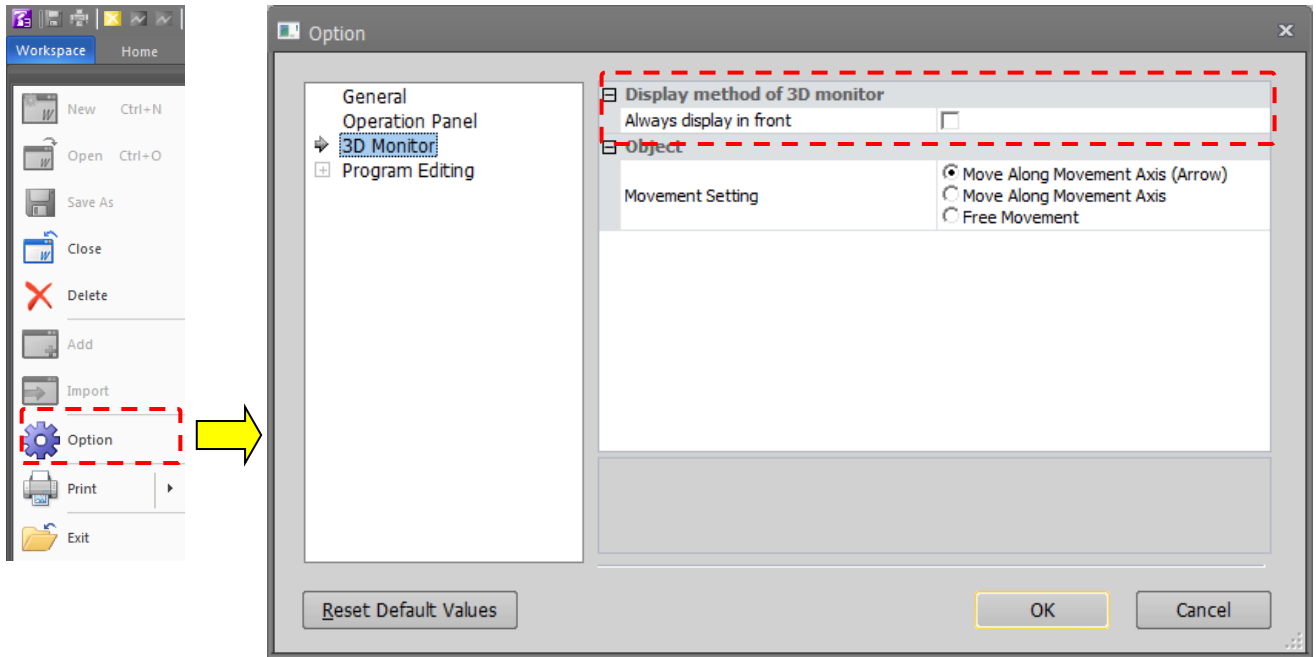 Workspace Home
New Ctrl+N
Open Ctrl+O
Save As
Close
Delete
Add
Import
Option
Print
Exit
Option
General
Operation Panel
3D Monitor
Program Editing
Display method of 3D monitor
Always display in front
Object
Movement Setting
Move Along Movement Axis (Arrow)
Move Along Movement Axis
Free Movement
Reset Default Values
OK Cancel